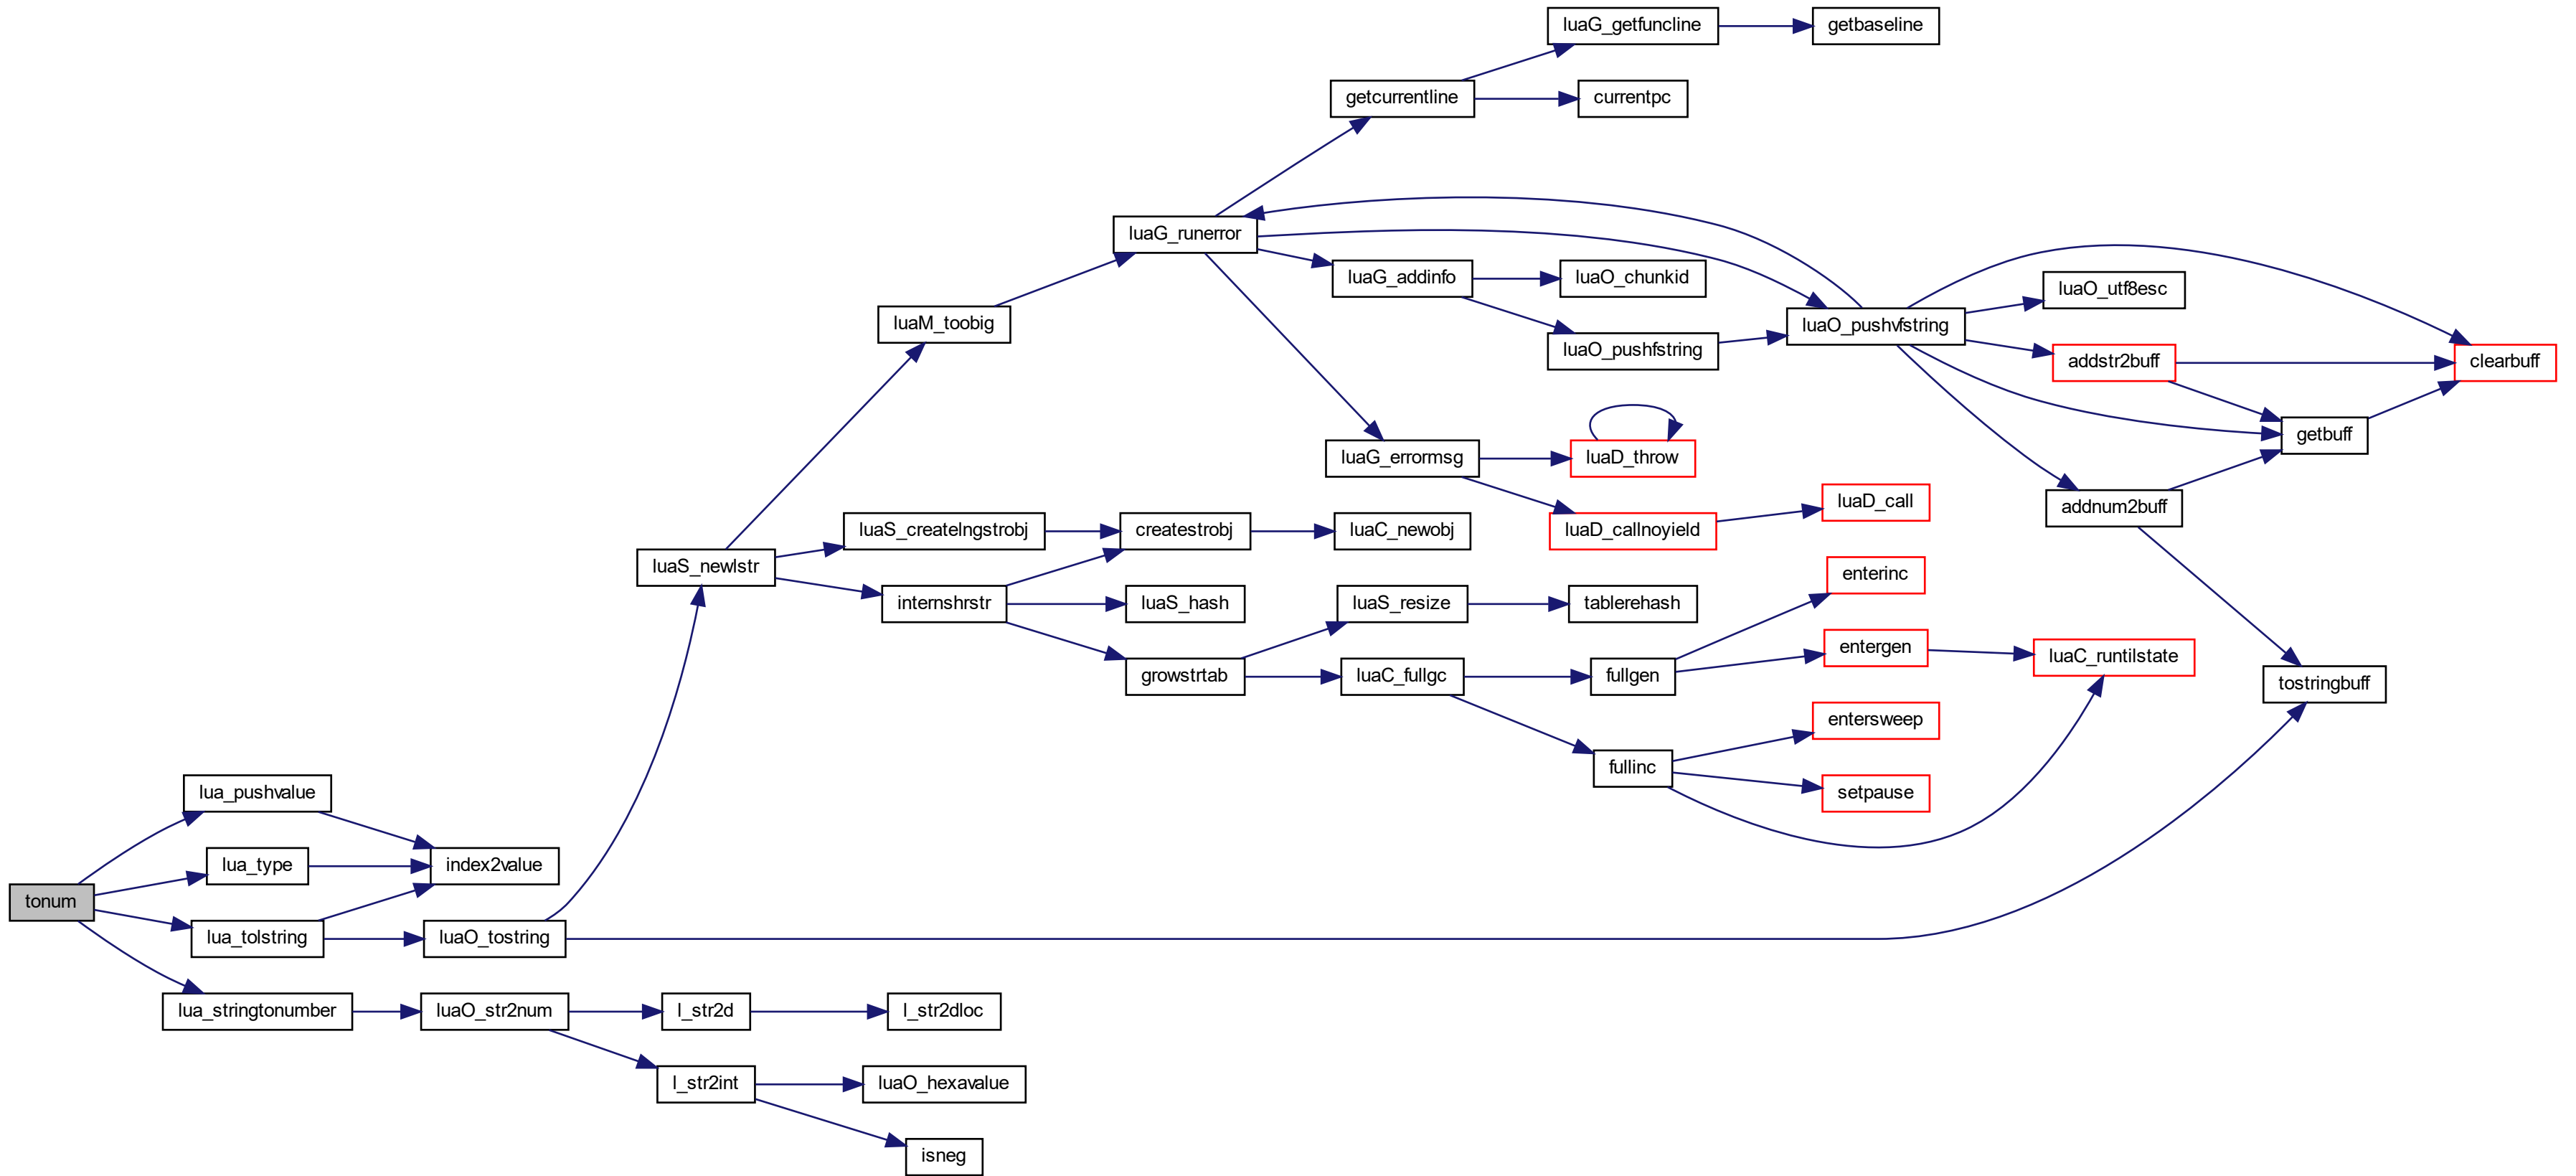 luaG_getfuncline
getbaseline
getcurrentline
currentpc
luaG_runerror
luaG_addinfo
luaO_chunkid
luaO_utf8esc
luaM_toobig
luaO_pushfstring
luaO_pushvfstring
addstr2buff
clearbuff
getbuff
luaG_errormsg
luaD_throw
luaD_callnoyield
luaD_call
addnum2buff
luaS_newlstr
luaS_createlngstrobj
createstrobj
luaC_newobj
internshrstr
luaS_hash
luaS_resize
tablerehash
enterinc
growstrtab
luaC_fullgc
fullgen
entergen
luaC_runtilstate
tostringbuff
entersweep
fullinc
setpause
lua_pushvalue
lua_type
index2value
tonum
lua_tolstring
luaO_tostring
lua_stringtonumber
luaO_str2num
l_str2d
l_str2dloc
l_str2int
luaO_hexavalue
isneg